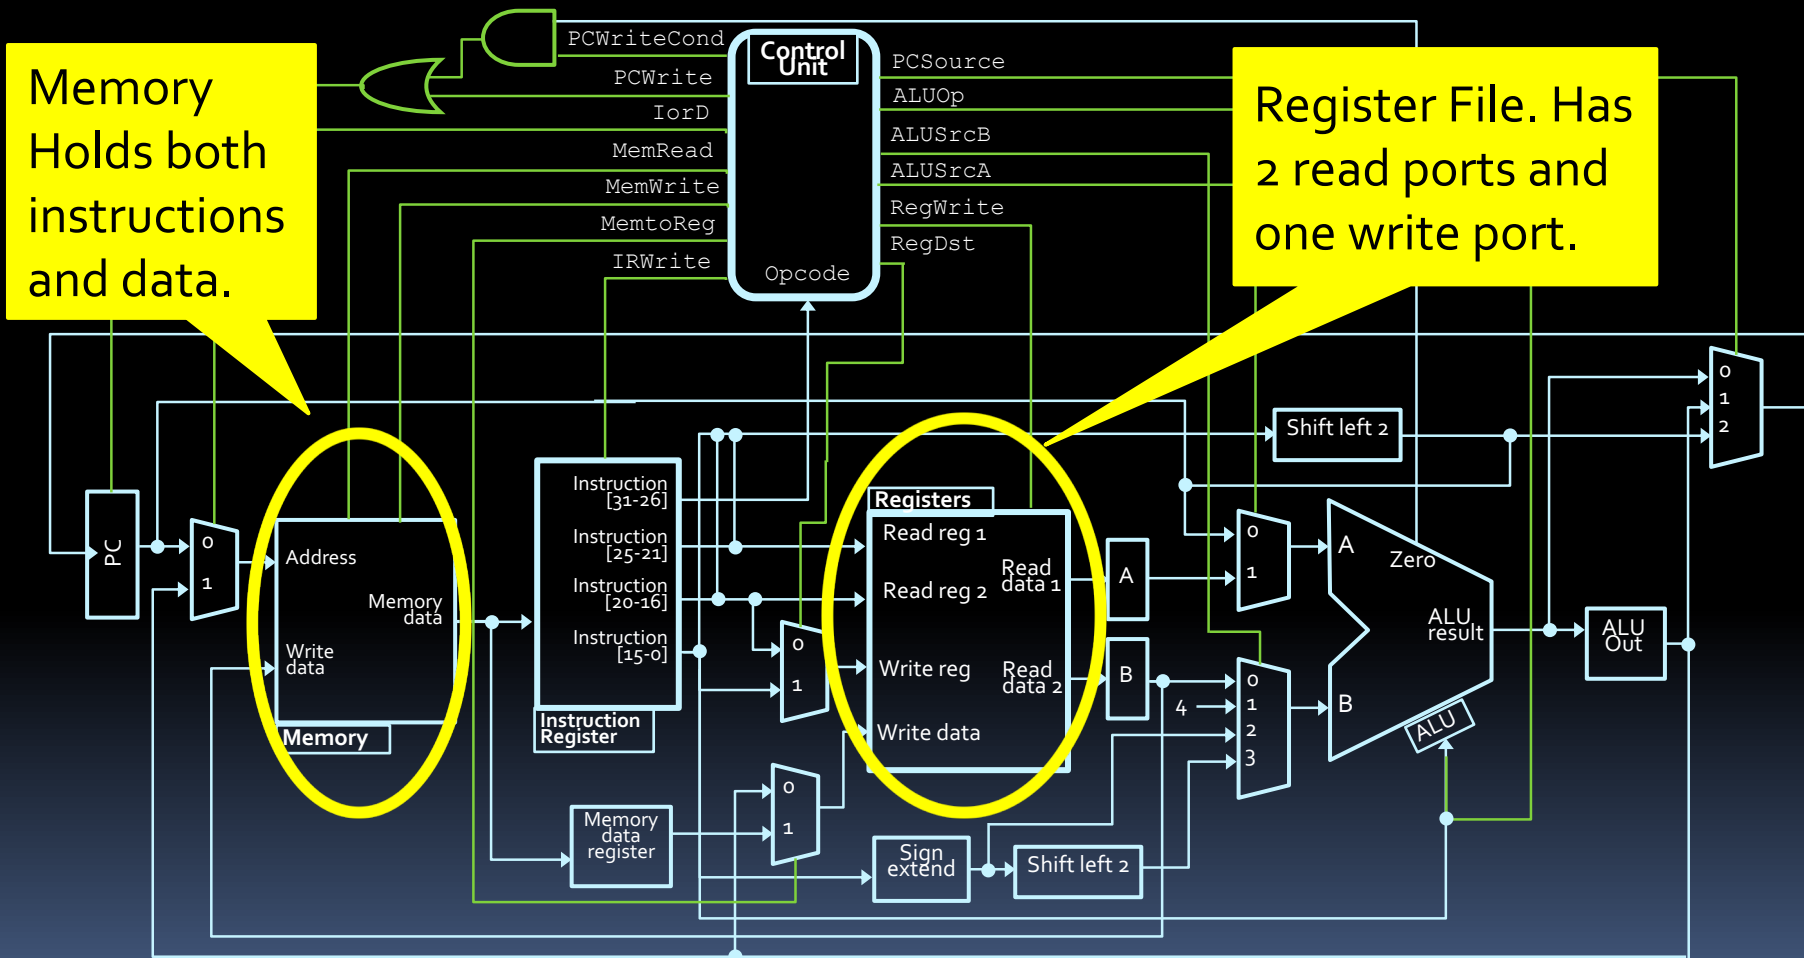 Memory
Holds both
instructions
and data.
PCWriteCond
PCWrite
IorD
MemRead
MemWrite
MemtoReg
IRWrite
Control
Unit
Opcode
PCSource
ALUOp
ALUSrcB
ALUSrcA
RegWrite
RegDst
Register File. Has
2 read ports and
one write port.
PC
0
1
Address
Memory
data
Write
data
Memory
Instruction
[31-26]
Instruction
[25-21]
Instruction
[20-16]
Instruction
[15-0]
Instruction
Register
Memory
data
register
0
1
0
1
Registers
Read reg 1
Read reg 2
Write reg
Write data
Read
data 1
Read
data 2
Sign
extend
Shift left 2
A
B
4
Shift left 2
0
1
0
1
2
3
A
B
Zero
ALU
result
ALU
ALU
Out
0
1
2